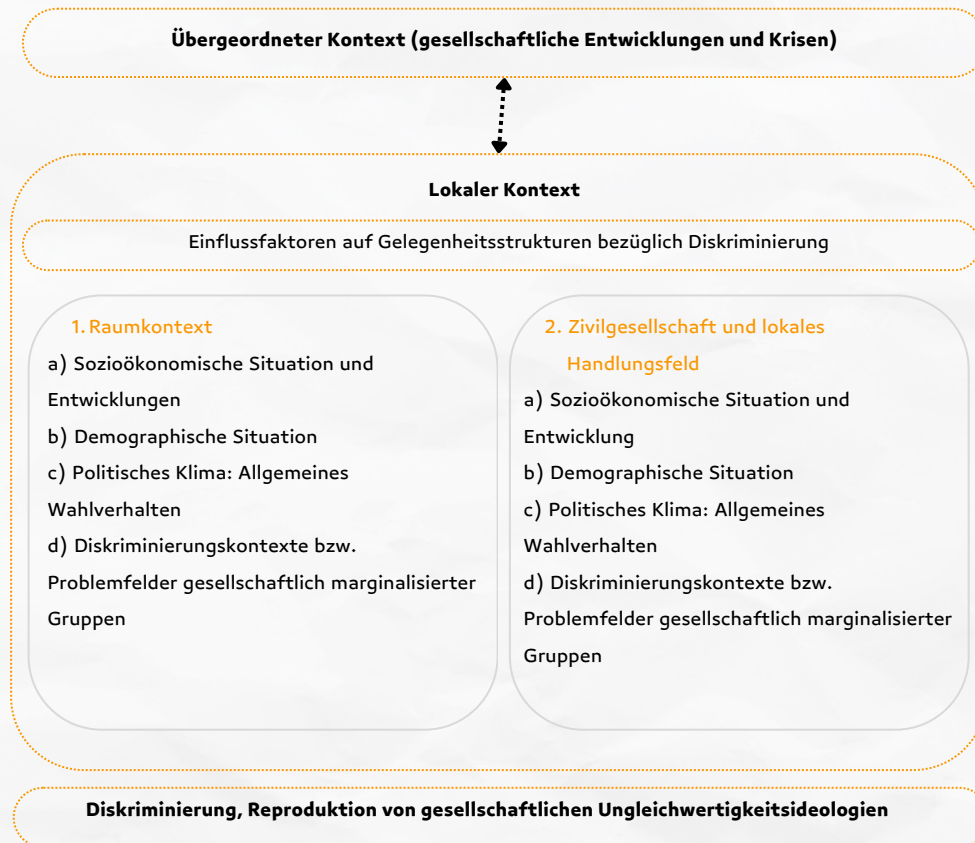 Übergeordneter Kontext (gesellschaftliche Entwicklungen und Krisen)
Lokaler Kontext
Einflussfaktoren auf Gelegenheitsstrukturen bezüglich Diskriminierung
1. Raumkontext
a) Sozioökonomische Situation und
Entwicklungen
b) Demographische Situation
c) Politisches Klima: Allgemeines
Wahlverhalten
d) Diskriminierungskontexte bzw.
Problemfelder gesellschaftlich marginalisierter
Gruppen
2. Zivilgesellschaft und lokales
Handlungsfeld
a) Sozioökonomische Situation und
Entwicklung
b) Demographische Situation
c) Politisches Klima: Allgemeines
Wahlverhalten
d) Diskriminierungskontexte bzw.
Problemfelder gesellschaftlich marginalisierter
Gruppen
Diskriminierung, Reproduktion von gesellschaftlichen Ungleichwertigkeitsideologien